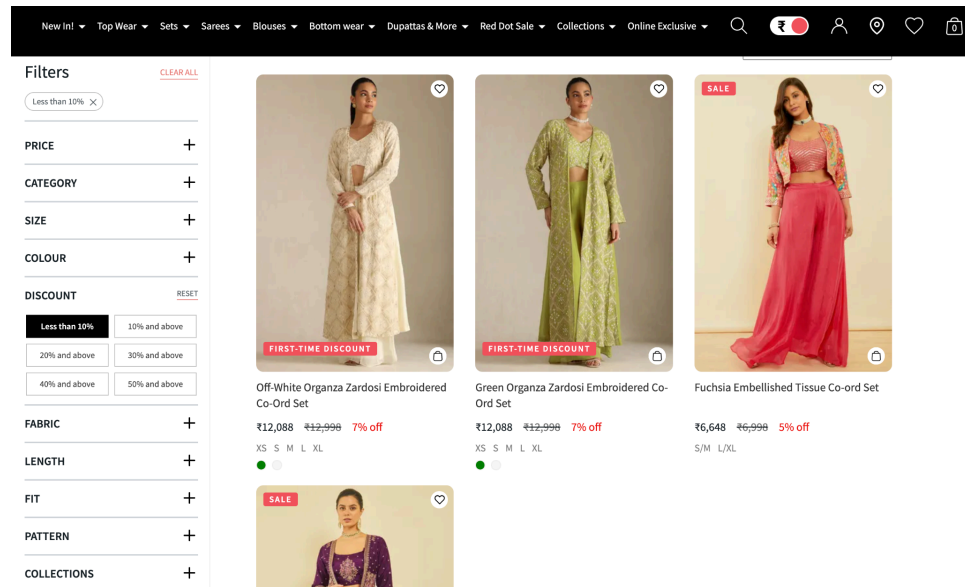 New In! Top Wear Sets Sarees Blouses Bottom wear Dupattas & More Red Dot Sale Collections Online Exclusive ₹ 0
Filters CLEAR ALL
Less than 10%
PRICE
CATEGORY
SIZE
COLOUR
DISCOUNT RESET
Less than 10% 10% and above
20% and above 30% and above
40% and above 50% and above
FABRIC
LENGTH
FIT
PATTERN
COLLECTIONS
FIRST-TIME DISCOUNT
Off-White Organza Zardosi Embroidered
Co-Ord Set
₹12,088 ₹12,998 7% off
XS S M L XL
FIRST-TIME DISCOUNT
Green Organza Zardosi Embroidered Co-
Ord Set
₹12,088 ₹12,998 7% off
XS S M L XL
SALE
Fuchsia Embellished Tissue Co-ord Set
₹6,648 ₹6,998 5% off
S/M L/XL
SALE